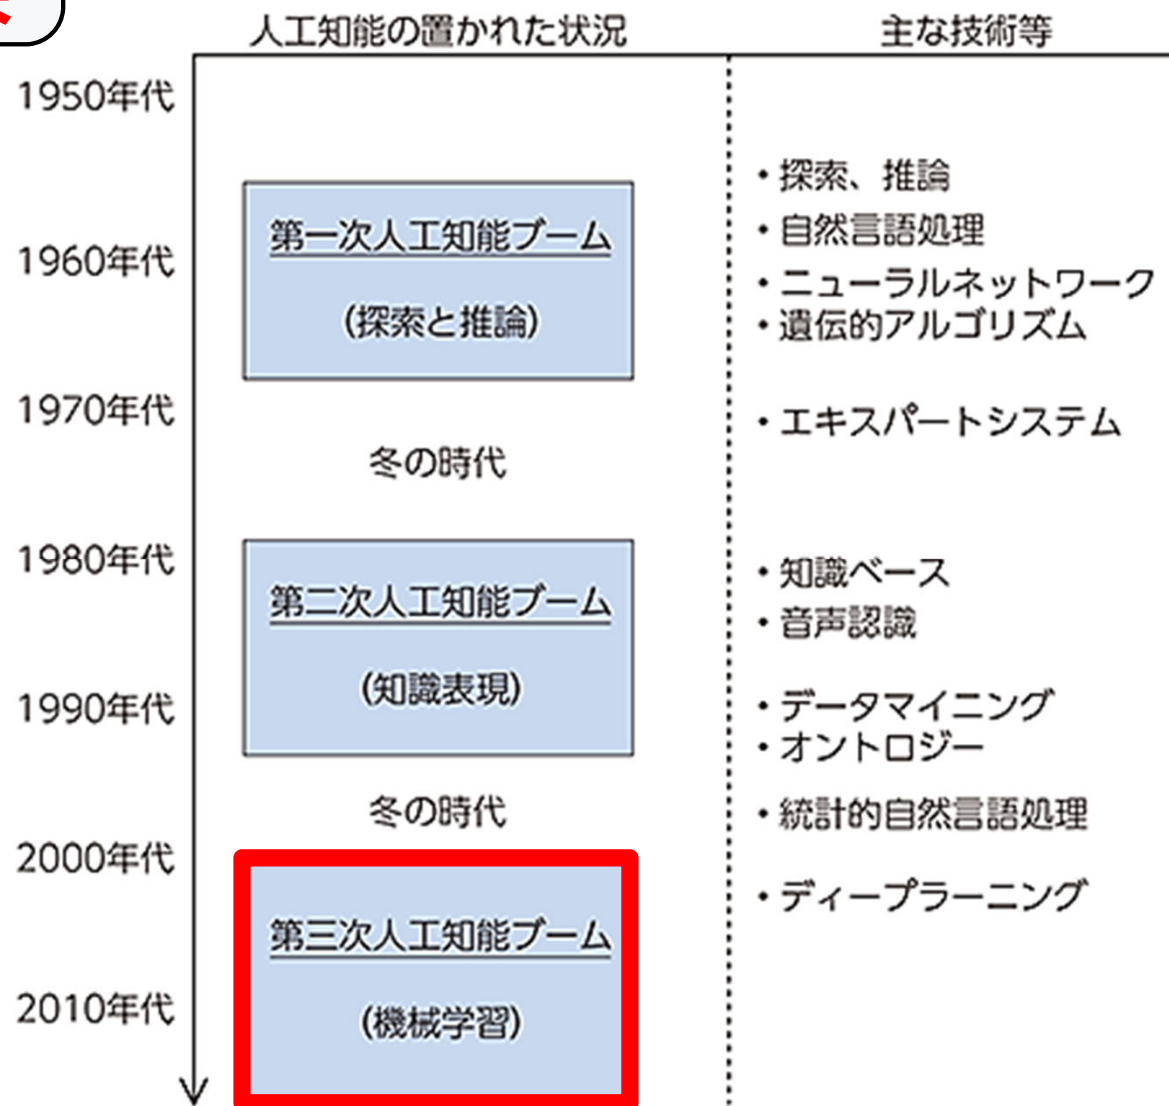 人工知能の置かれた状況
主な技術等
1950年代
・探索、推論
第一次人工知能ブーム
・自然言語処理
1960年代
・ニューラルネットワーク
(探索と推論)
・遺伝的アルゴリズム
1970年代
・エキスパートシステム
冬の時代
1980年代
・知識ベース
第二次人工知能ブーム
・音声認識
(知識表現)
1990年代
・データマイニング
・オントロジー
冬の時代
・統計的自然言語処理
2000年代
・ディープラーニング
第三次人工知能ブーム
2010年代
(機械学習)